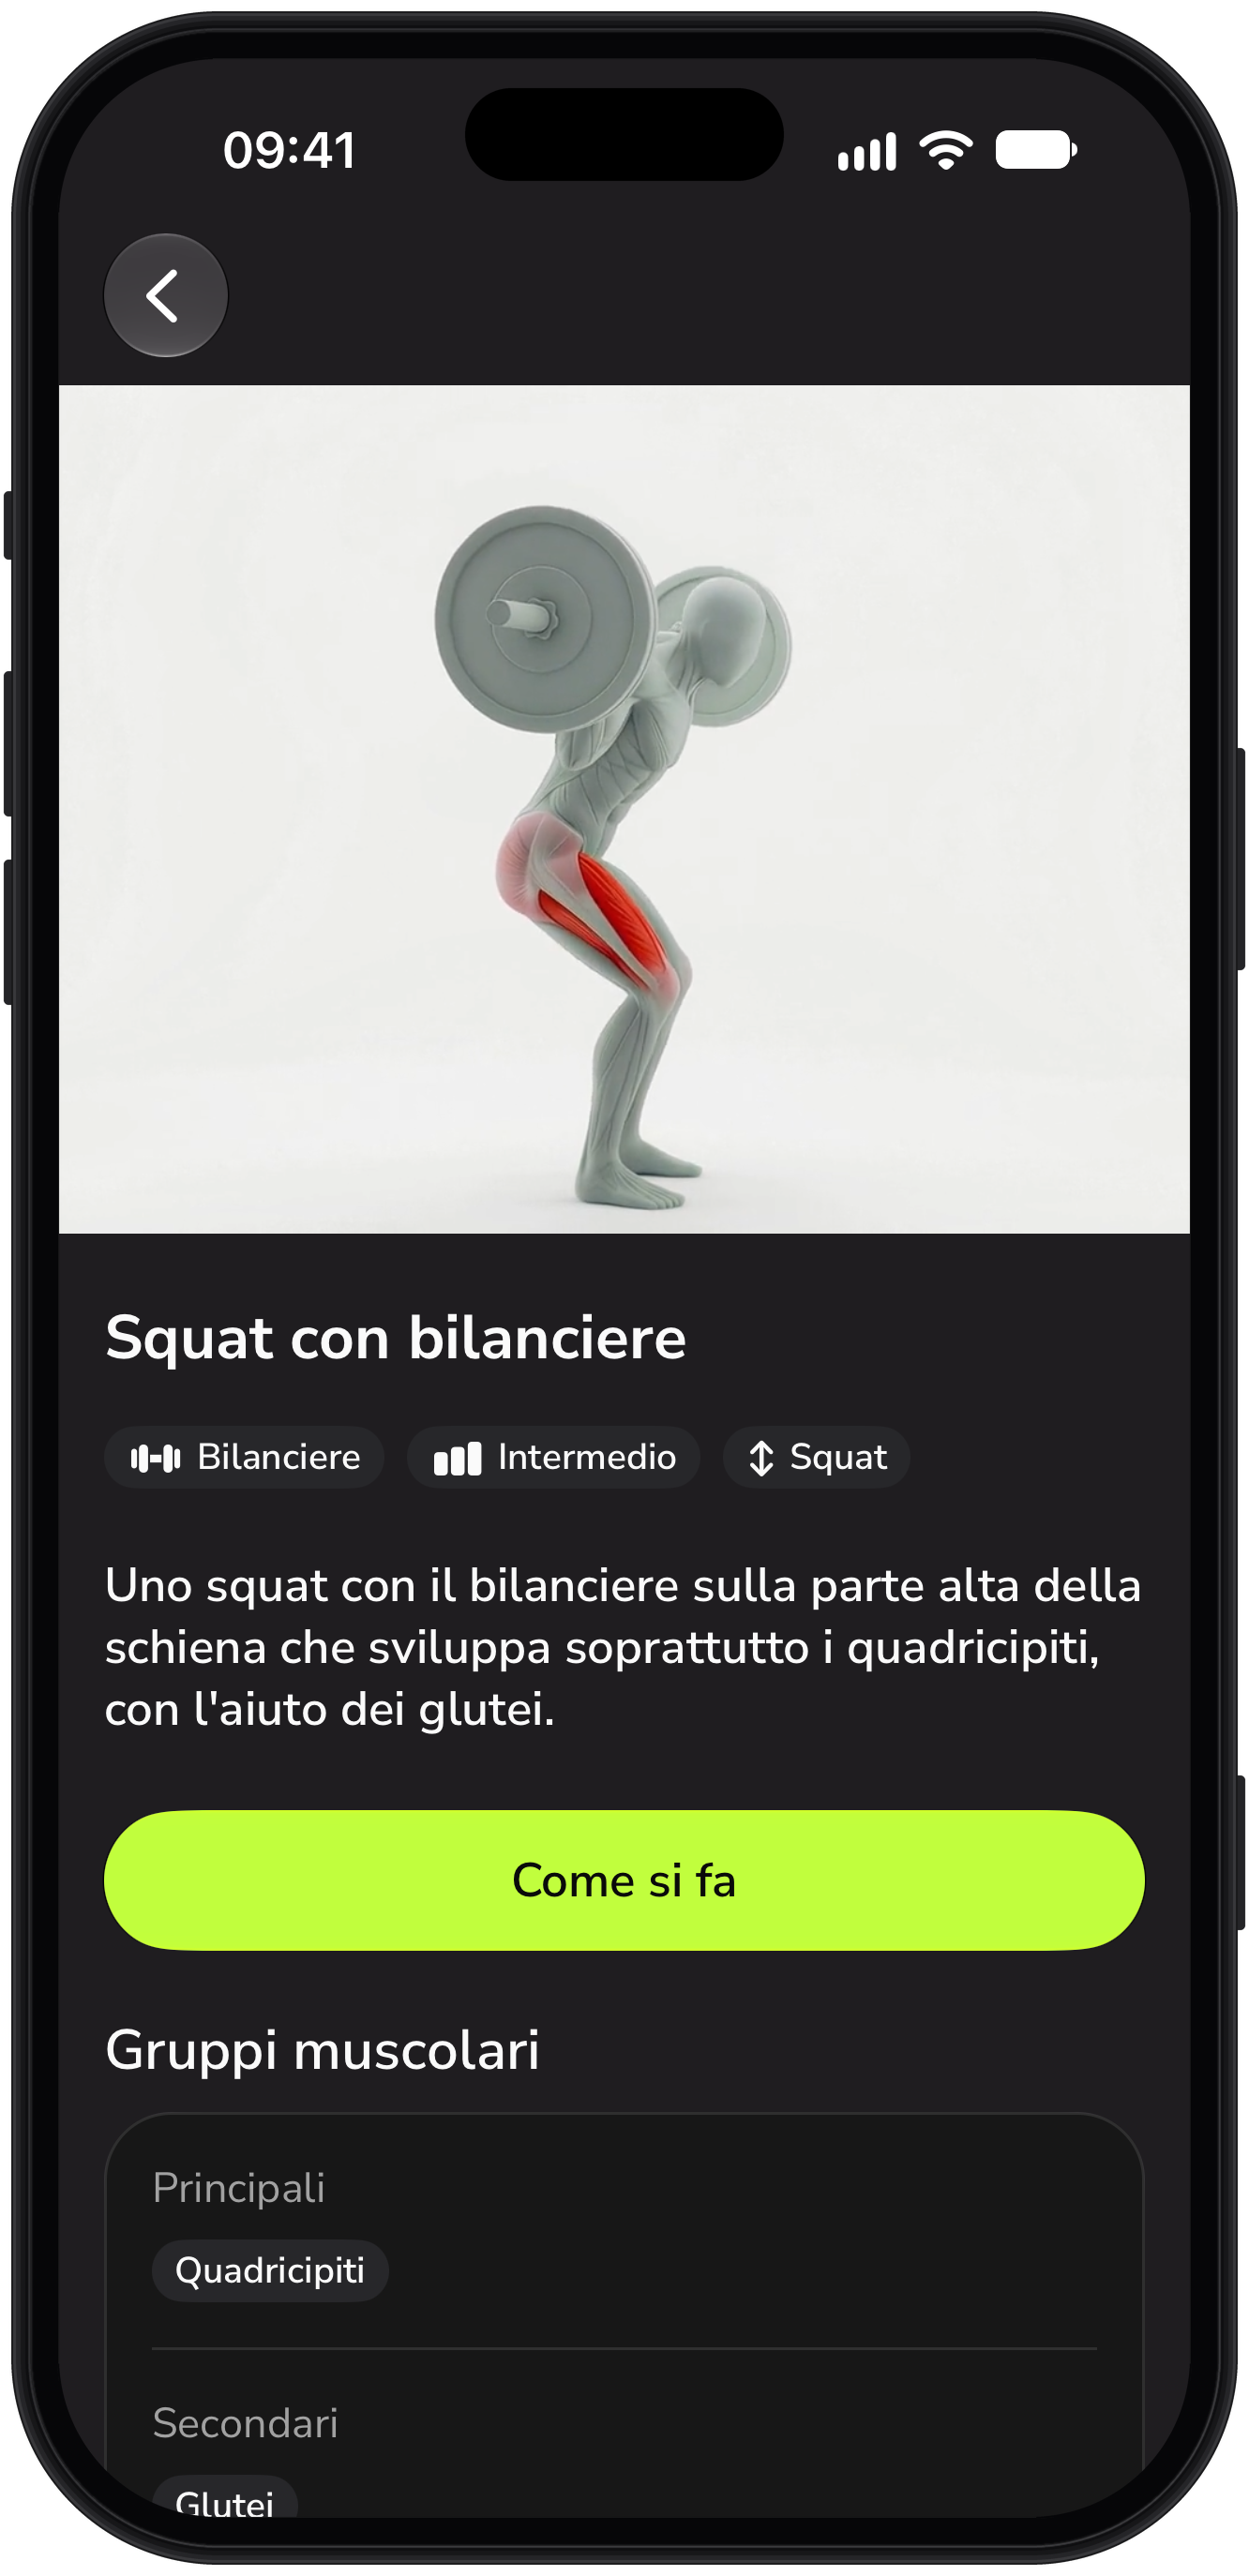 09:41
Squat con bilanciere
Bilanciere
Intermedio
Squat
Uno squat con il bilanciere sulla parte alta della
schiena che sviluppa soprattutto i quadricipiti,
con l'aiuto dei glutei.
Come si fa
Gruppi muscolari
Principali
Quadricipiti
Secondari
Glutei